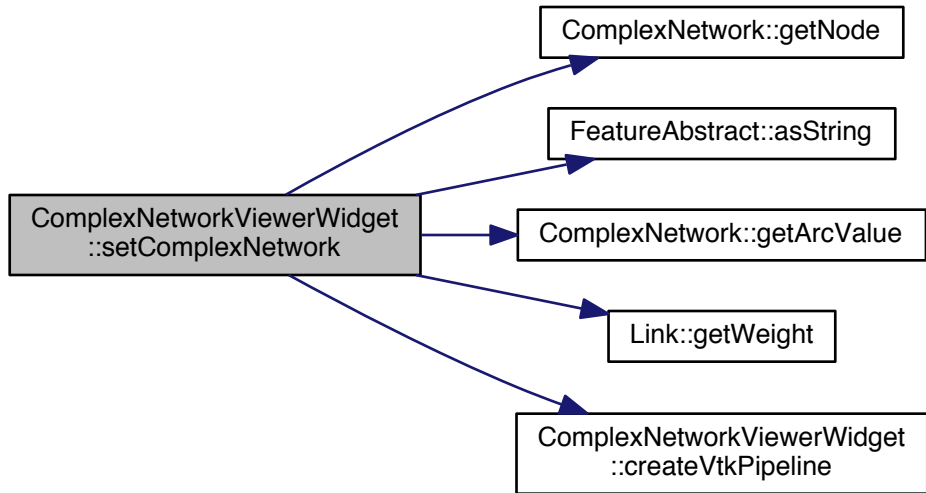 ComplexNetwork::getNode
FeatureAbstract::asString
ComplexNetworkViewerWidget
::setComplexNetwork
ComplexNetwork::getArcValue
Link::getWeight
ComplexNetworkViewerWidget
::createVtkPipeline